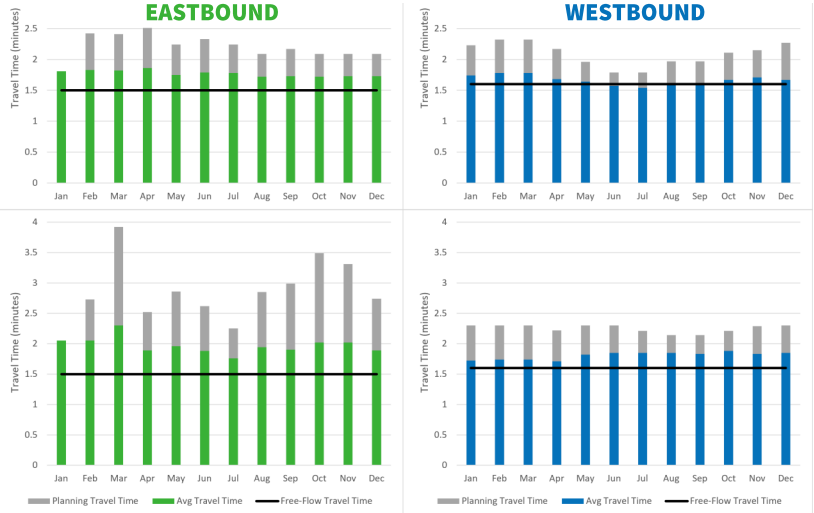 EASTBOUND
WESTBOUND
Travel Time (minutes)
2.5
2
1.5
1
0.5
0
Jan Feb Mar Apr May Jun Jul Aug Sep Oct Nov Dec
Travel Time (minutes)
2.5
2
1.5
1
0.5
0
Jan Feb Mar Apr May Jun Jul Aug Sep Oct Nov Dec
Travel Time (minutes)
4
3.5
3
2.5
2
1.5
1
0.5
0
Jan Feb Mar Apr May Jun Jul Aug Sep Oct Nov Dec
Planning Travel Time Avg Travel Time Free-Flow Travel Time
Travel Time (minutes)
4
3.5
3
2.5
2
1.5
1
0.5
0
Jan Feb Mar Apr May Jun Jul Aug Sep Oct Nov Dec
Planning Travel Time Avg Travel Time Free-Flow Travel Time